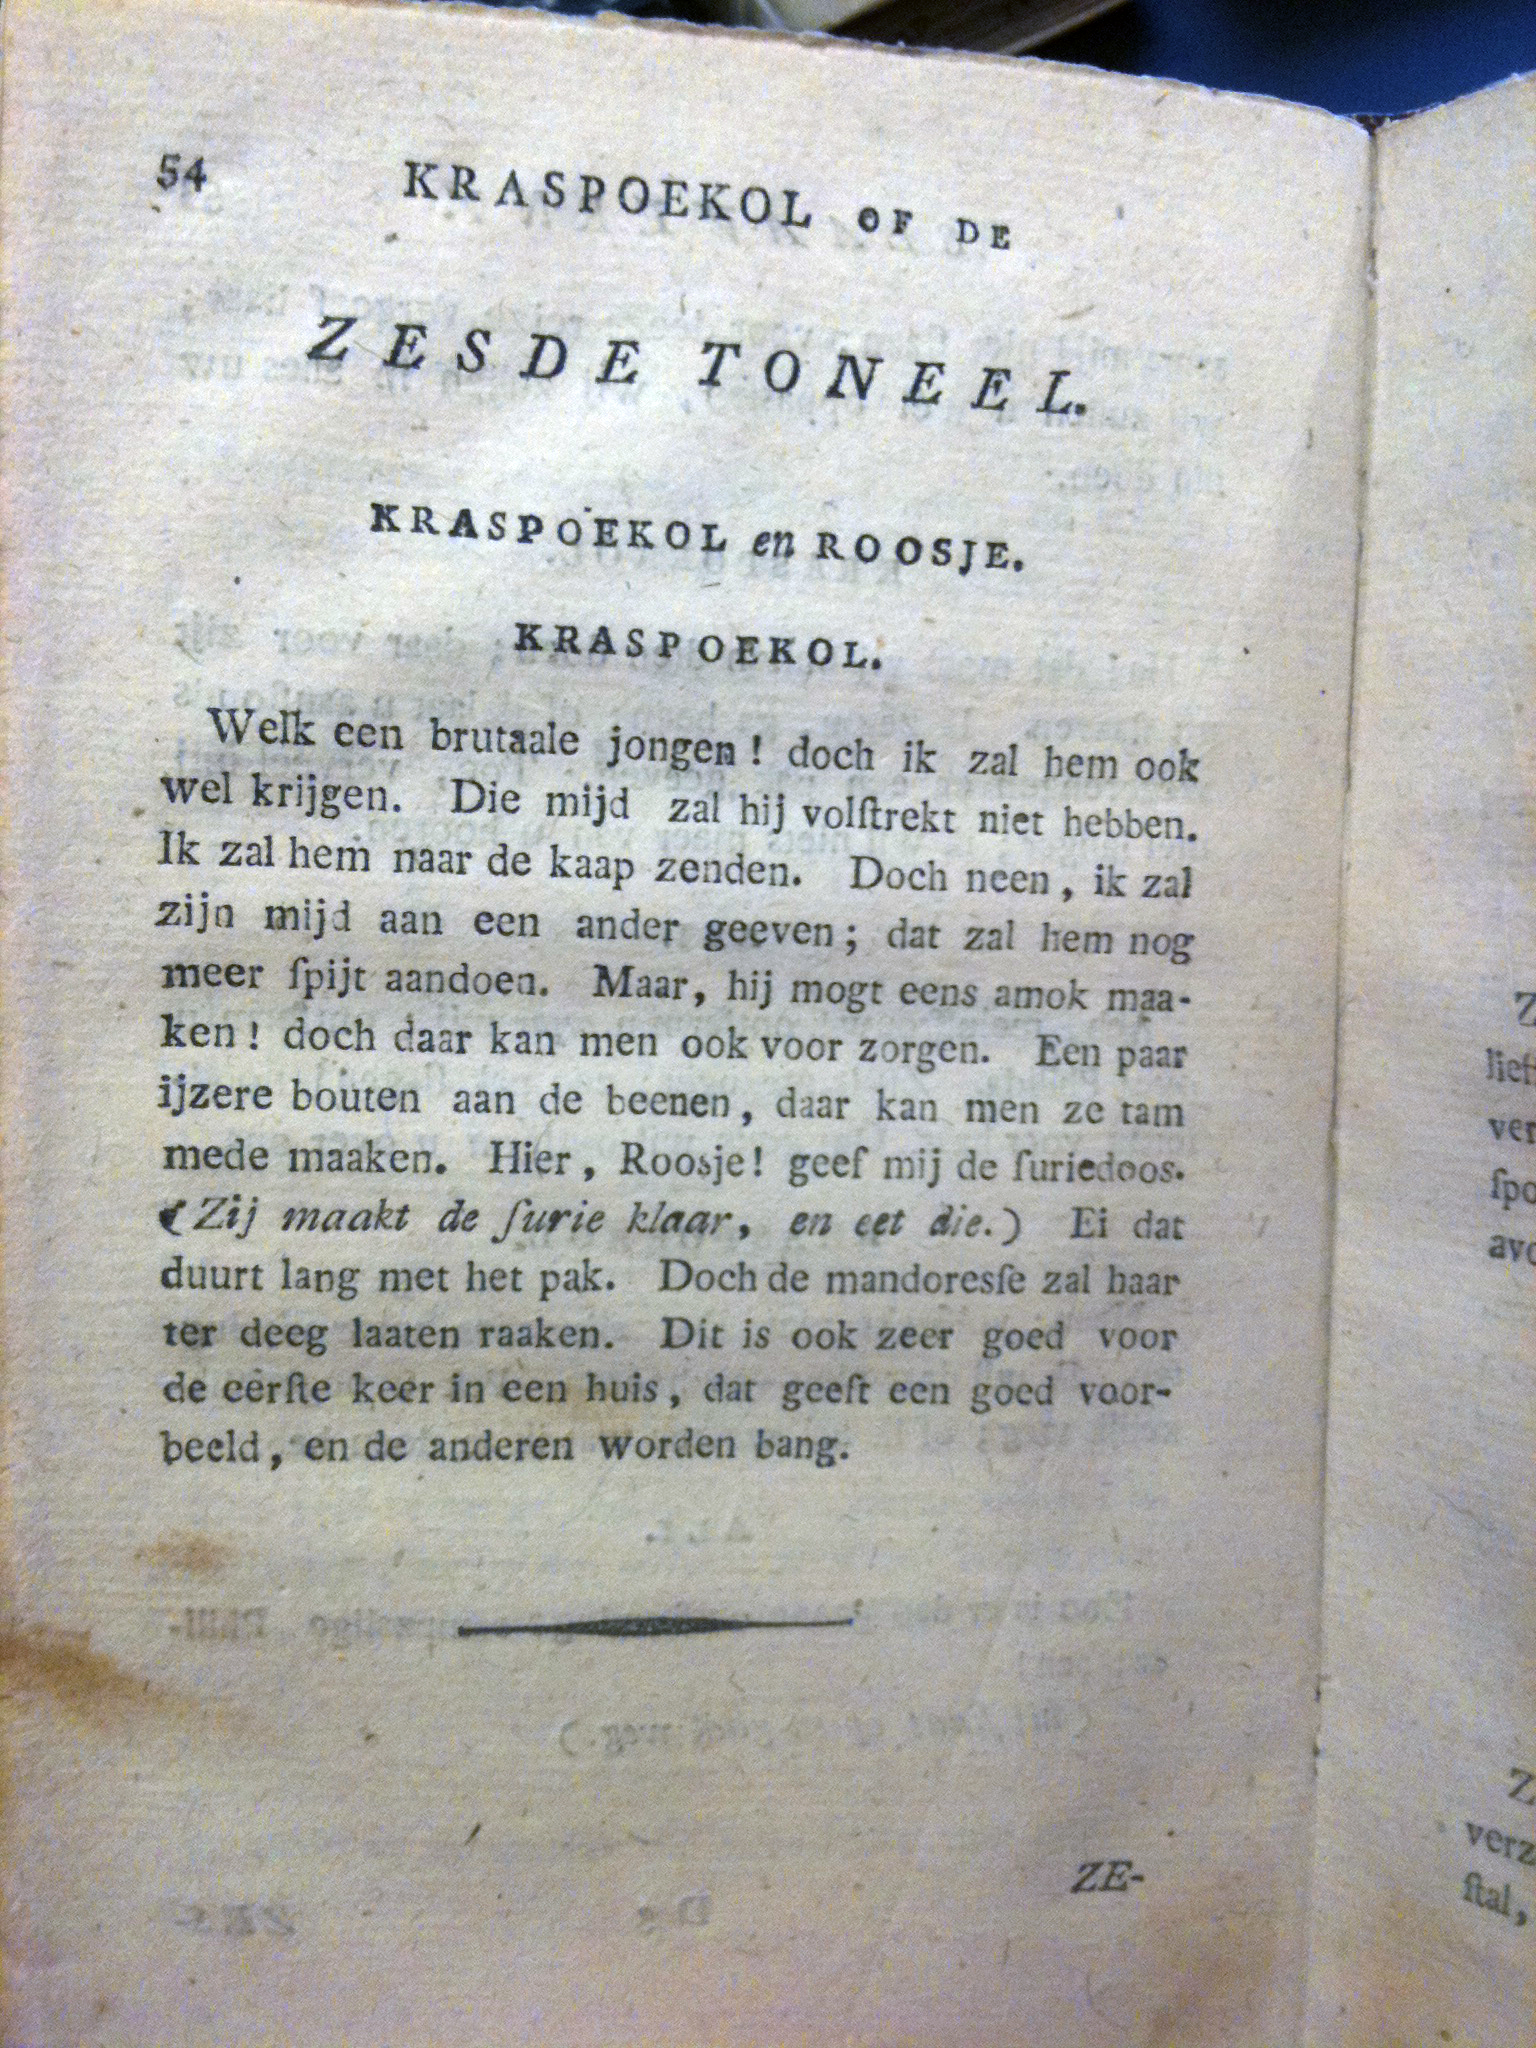 54 KRASPOEKOL OF DE
ZESDE TONEEL.
KRASPOEKOL en ROOSJE.
KRASPOEKOL.
Welk een brutaale jongen! doch ik zal hem ook
wel krijgen. Die mijd zal hij volſtrekt niet hebben.
Ik zal hem naar de kaap zenden. Doch neen, ik zal
zijn mijd aan een ander geeven; dat zal hem nog
meer ſpijt aandoen. Maar, hij mogt eens amok maa-
ken! doch daar kan men ook voor zorgen. Een paar
ijzere bouten aan de beenen, daar kan men ze tam
mede maaken. Hier, Roosje! geef mij de ſuriedoos.
(Zij maakt de ſurie klaar, en eet die.) Ei dat
duurt lang met het pak. Doch de mandoresſe zal haar
ter deeg laaten raaken. Dit is ook zeer goed voor
de eerſte keer in een huis, dat geeft een goed voor-
beeld, en de anderen worden bang.
ZE-
Z
lieft
ver
ſpo
avo
Z
verz
ſtal,